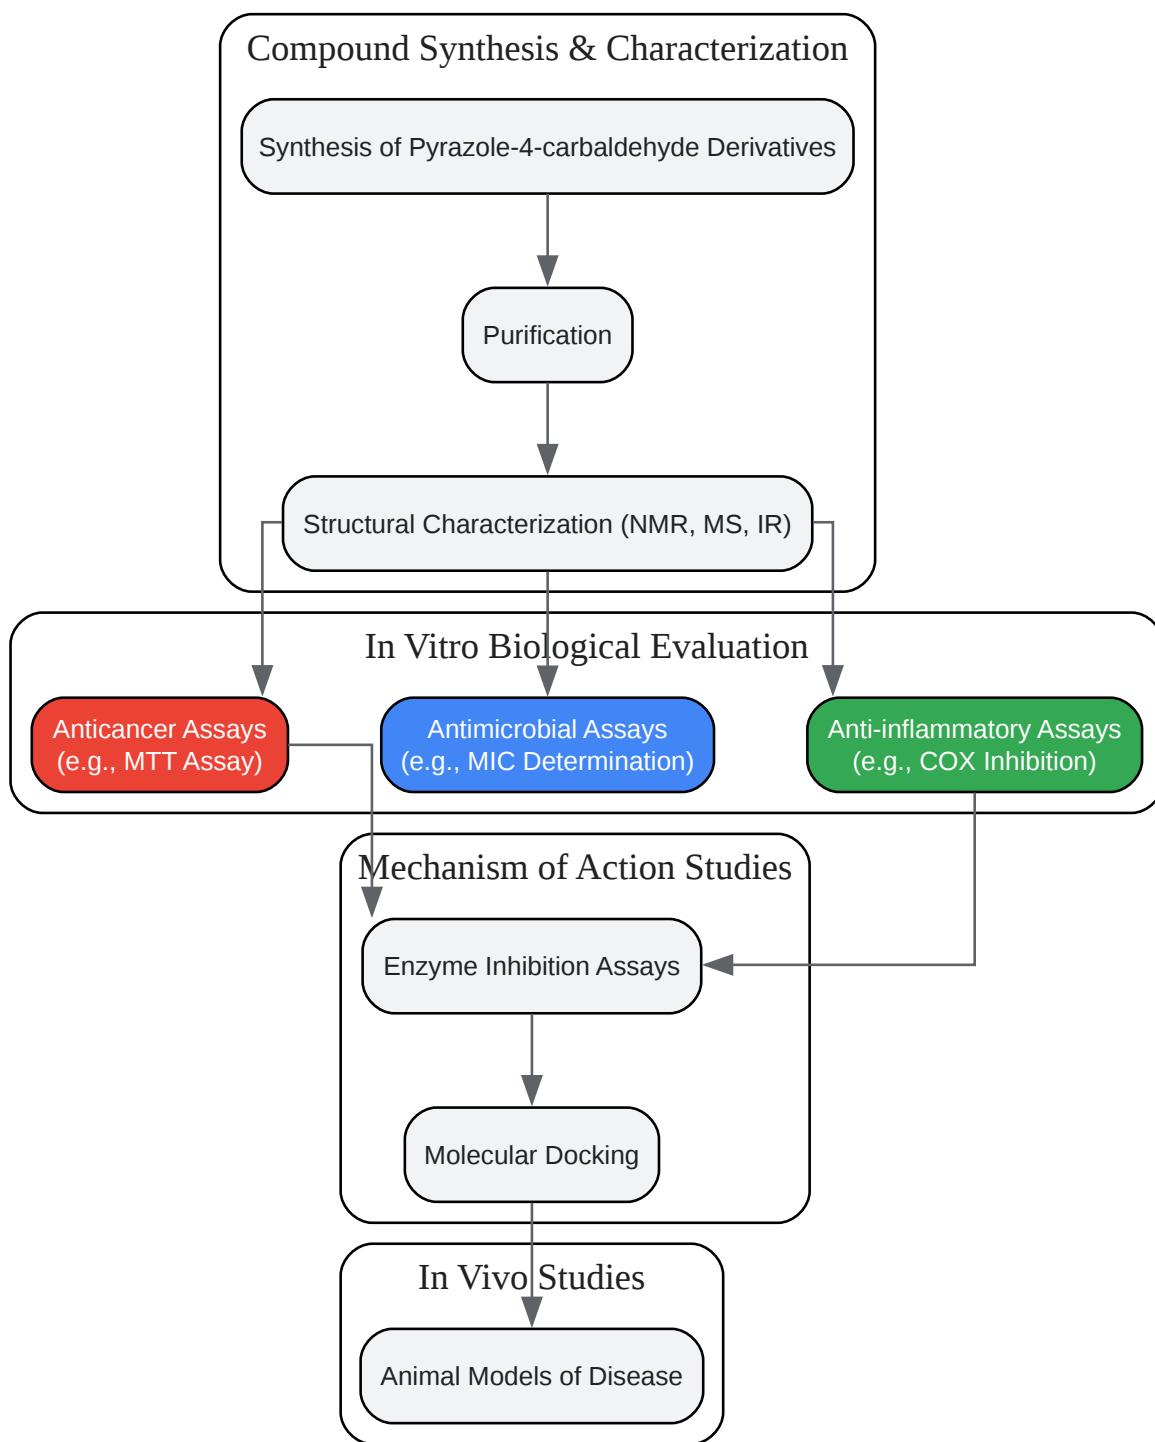 Compound Synthesis & Characterization
Synthesis of Pyrazole-4-carbaldehyde Derivatives
Purification
Structural Characterization (NMR, MS, IR)
In Vitro Biological Evaluation
Anticancer Assays
(e.g., MTT Assay)
Antimicrobial Assays
(e.g., MIC Determination)
Anti-inflammatory Assays
(e.g., COX Inhibition)
Mechanism of Action Studies
Enzyme Inhibition Assays
Molecular Docking
In Vivo Studies
Animal Models of Disease